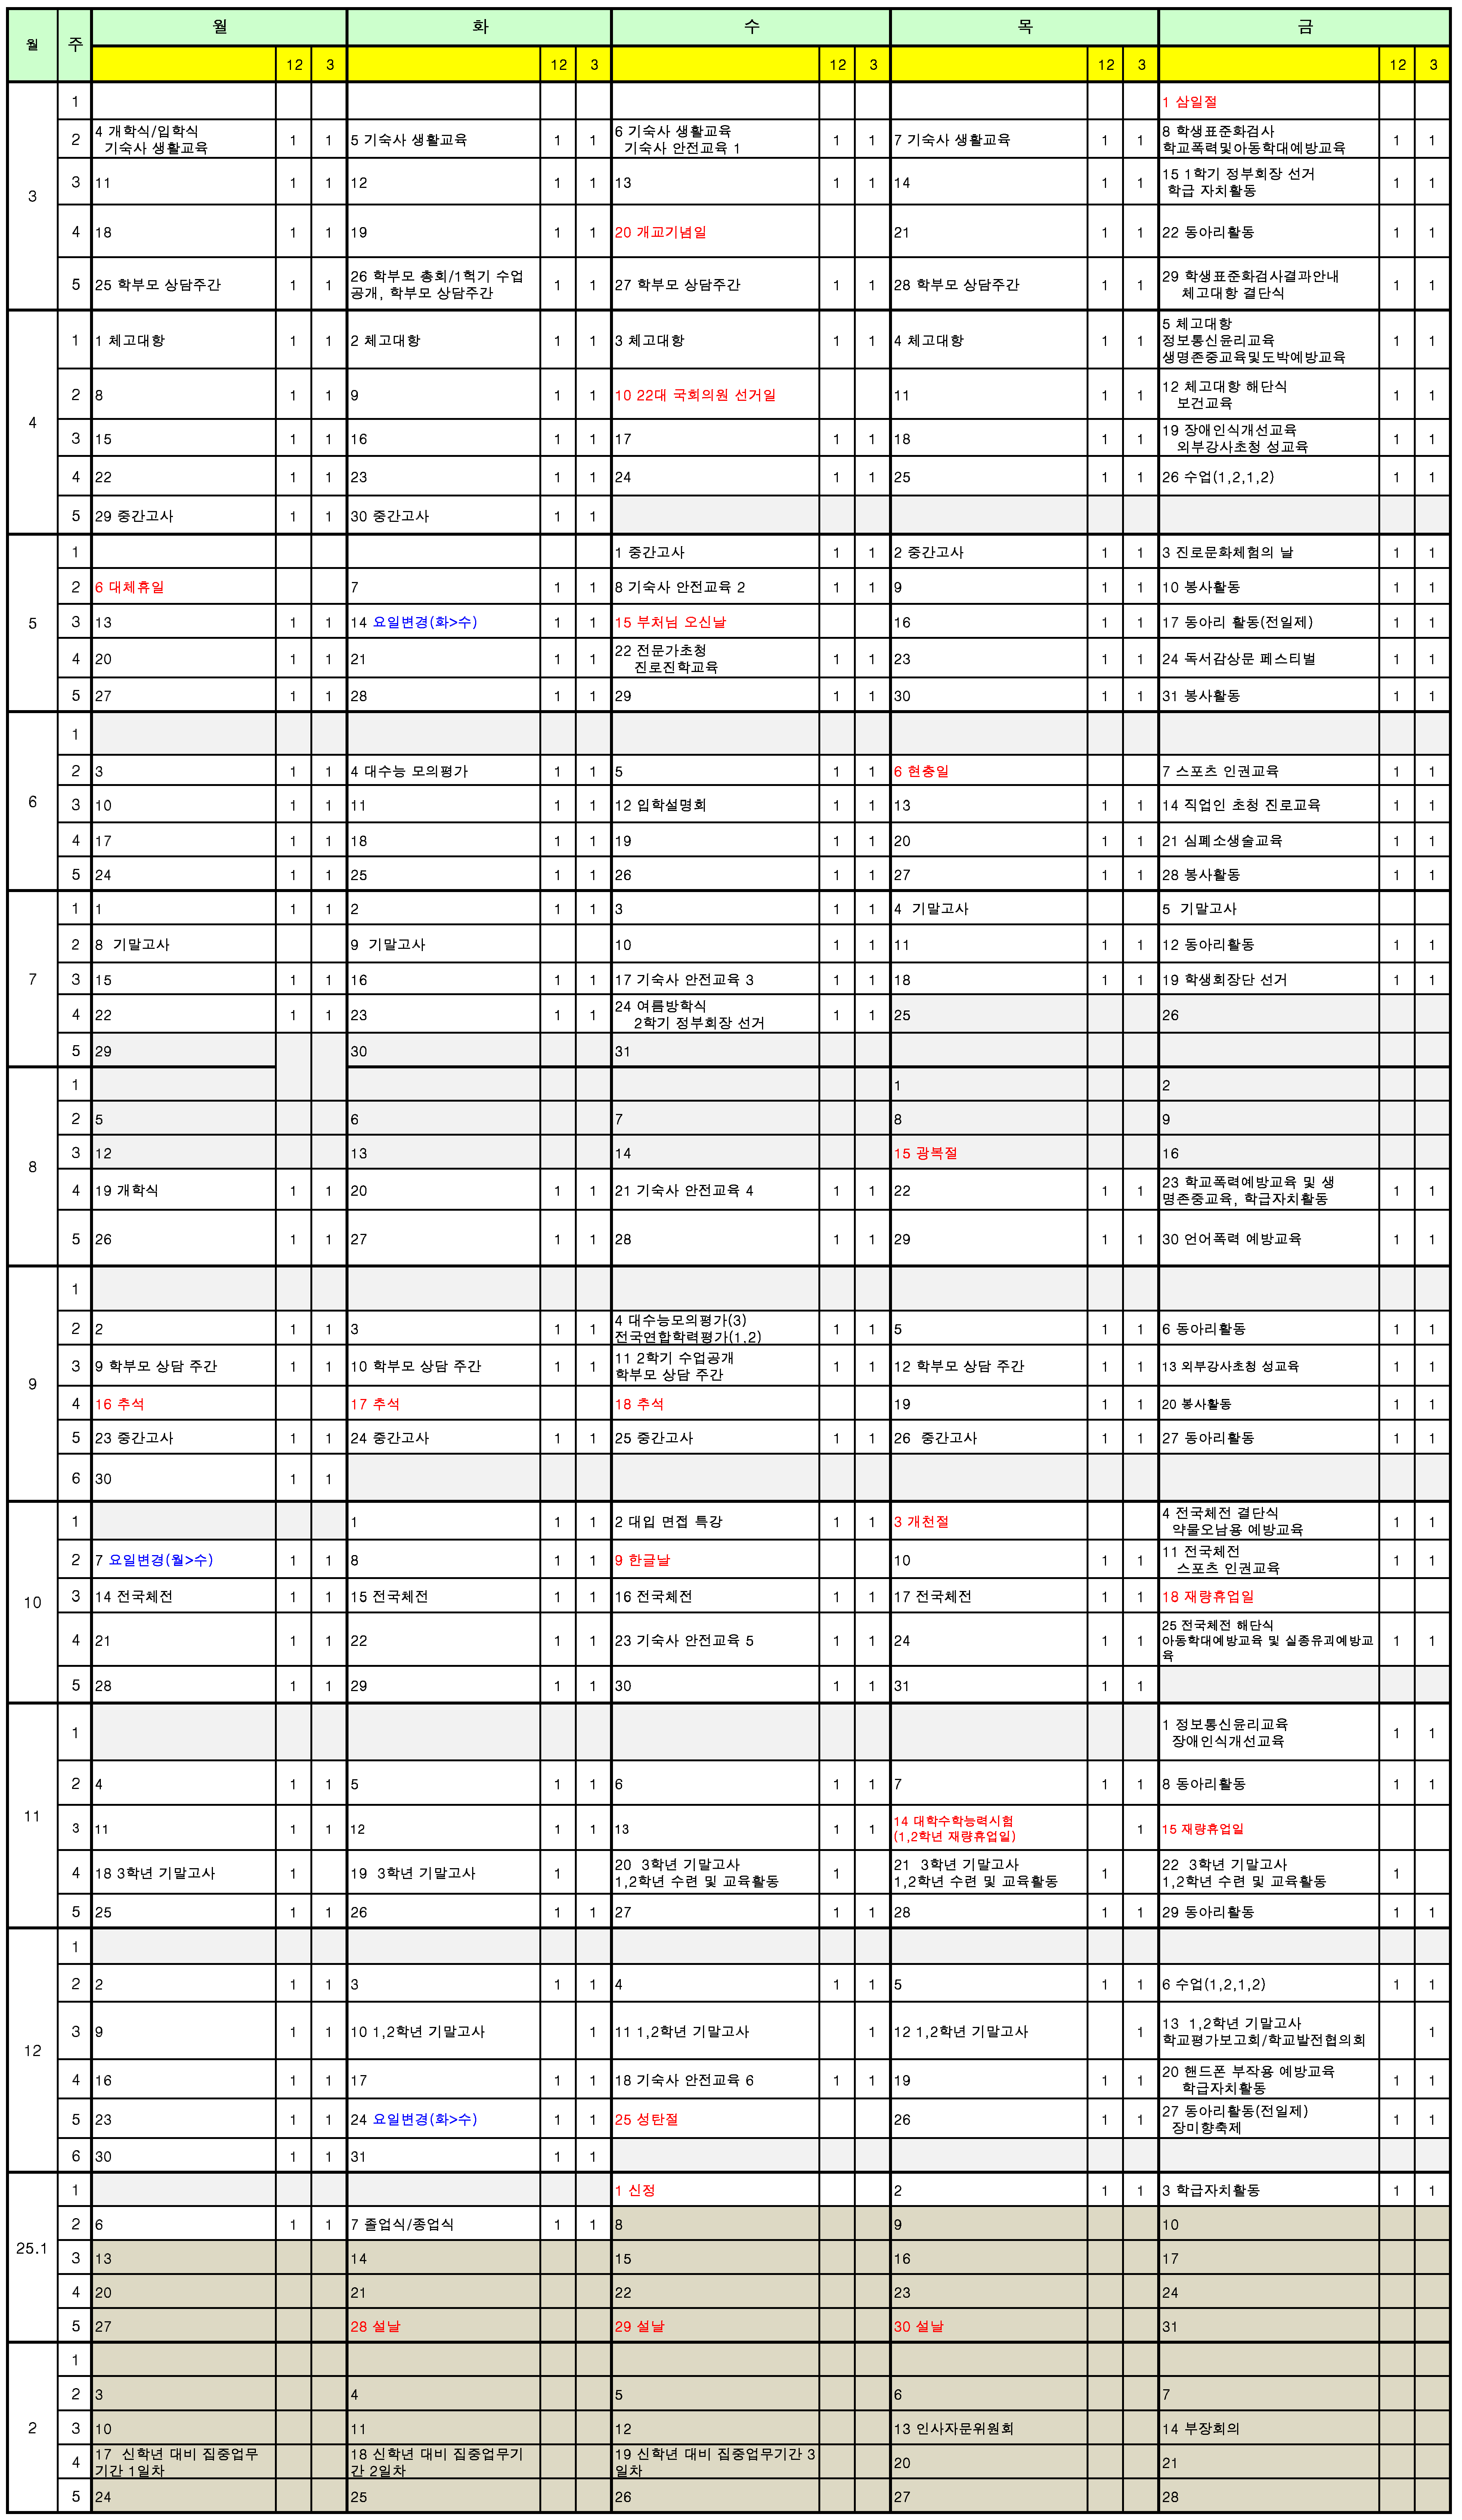 월 주 월 화 수 목 금
12 3 12 3 12 3 12 3 12 3
3
1 1 삼일절
2 4 개학식/입학식
기숙사 생활교육 1 1 5 기숙사 생활교육 1 1 6 기숙사 생활교육
기숙사 안전교육 1 1 1 7 기숙사 생활교육 1 1 8 학생표준화검사
학교폭력및아동학대예방교육 1 1
3 11 1 1 12 1 1 13 1 1 14 1 1 15 1학기 정부회장 선거
학급 자치활동 1 1
4 18 1 1 19 1 1 20 개교기념일 21 1 1 22 동아리활동 1 1
5 25 학부모 상담주간 1 1 26 학부모 총회/1헉기 수업
공개, 학부모 상담주간 1 1 27 학부모 상담주간 1 1 28 학부모 상담주간 1 1 29 학생표준화검사결과안내
체고대항 결단식 1 1
4
1 1 체고대항 1 1 2 체고대항 1 1 3 체고대항 1 1 4 체고대항 1 1 5 체고대항
정보통신윤리교육
생명존중교육및도박예방교육 1 1
2 8 1 1 9 1 1 10 22대 국회의원 선거일 11 1 1 12 체고대항 해단식
보건교육 1 1
3 15 1 1 16 1 1 17 1 1 18 1 1 19 장애인식개선교육
외부강사초청 성교육 1 1
4 22 1 1 23 1 1 24 1 1 25 1 1 26 수업(1,2,1,2) 1 1
5 29 중간고사 1 1 30 중간고사 1 1
5
1 1 중간고사 1 1 2 중간고사 1 1 3 진로문화체험의 날 1 1
2 6 대체휴일 7 1 1 8 기숙사 안전교육 2 1 1 9 1 1 10 봉사활동 1 1
3 13 1 1 14 요일변경(화>수) 1 1 15 부처님 오신날 16 1 1 17 동아리 활동(전일제) 1 1
4 20 1 1 21 1 1 22 전문가초청
진로진학교육 1 1 23 1 1 24 독서감상문 페스티벌 1 1
5 27 1 1 28 1 1 29 1 1 30 1 1 31 봉사활동 1 1
6
1
2 3 1 1 4 대수능 모의평가 1 1 5 1 1 6 현충일 7 스포츠 인권교육 1 1
3 10 1 1 11 1 1 12 입학설명회 1 1 13 1 1 14 직업인 초청 진로교육 1 1
4 17 1 1 18 1 1 19 1 1 20 1 1 21 심폐소생술교육 1 1
5 24 1 1 25 1 1 26 1 1 27 1 1 28 봉사활동 1 1
7
1 1 1 1 2 1 1 3 1 1 4 기말고사 5 기말고사
2 8 기말고사 9 기말고사 10 1 1 11 1 1 12 동아리활동 1 1
3 15 1 1 16 1 1 17 기숙사 안전교육 3 1 1 18 1 1 19 학생회장단 선거 1 1
4 22 1 1 23 1 1 24 여름방학식
2학기 정부회장 선거 1 1 25 26
5 29 30 31
8
1 1 2
2 5 6 7 8 9
3 12 13 14 15 광복절 16
4 19 개학식 1 1 20 1 1 21 기숙사 안전교육 4 1 1 22 1 1 23 학교폭력예방교육 및 생
명존중교육, 학급자치활동 1 1
5 26 1 1 27 1 1 28 1 1 29 1 1 30 언어폭력 예방교육 1 1
9
1
2 2 1 1 3 1 1 4 대수능모의평가(3)
전국연합학력평가(1,2) 1 1 5 1 1 6 동아리활동 1 1
3 9 학부모 상담 주간 1 1 10 학부모 상담 주간 1 1 11 2학기 수업공개
학부모 상담 주간 1 1 12 학부모 상담 주간 1 1 13 외부강사초청 성교육 1 1
4 16 추석 17 추석 18 추석 19 1 1 20 봉사활동 1 1
5 23 중간고사 1 1 24 중간고사 1 1 25 중간고사 1 1 26 중간고사 1 1 27 동아리활동 1 1
6 30 1 1
10
1 1 1 1 2 대입 면접 특강 1 1 3 개천절 4 전국체전 결단식
약물오남용 예방교육 1 1
2 7 요일변경(월>수) 1 1 8 1 1 9 한글날 10 1 1 11 전국체전
스포츠 인권교육 1 1
3 14 전국체전 1 1 15 전국체전 1 1 16 전국체전 1 1 17 전국체전 1 1 18 재량휴업일
4 21 1 1 22 1 1 23 기숙사 안전교육 5 1 1 24 1 1 25 전국체전 해단식
아동학대예방교육 및 실종유괴예방교
육 1 1
5 28 1 1 29 1 1 30 1 1 31 1 1
11
1 1 정보통신윤리교육
장애인식개선교육 1 1
2 4 1 1 5 1 1 6 1 1 7 1 1 8 동아리활동 1 1
3 11 1 1 12 1 1 13 1 1 14 대학수학능력시험
(1,2학년 재량휴업일) 1 15 재량휴업일
4 18 3학년 기말고사 1 19 3학년 기말고사 1 20 3학년 기말고사
1,2학년 수련 및 교육활동 1 21 3학년 기말고사
1,2학년 수련 및 교육활동 1 22 3학년 기말고사
1,2학년 수련 및 교육활동 1
5 25 1 1 26 1 1 27 1 1 28 1 1 29 동아리활동 1 1
12
1
2 2 1 1 3 1 1 4 1 1 5 1 1 6 수업(1,2,1,2) 1 1
3 9 1 1 10 1,2학년 기말고사 1 11 1,2학년 기말고사 1 12 1,2학년 기말고사 1 13 1,2학년 기말고사
학교평가보고회/학교발전협의회 1
4 16 1 1 17 1 1 18 기숙사 안전교육 6 1 1 19 1 1 20 핸드폰 부작용 예방교육
학급자치활동 1 1
5 23 1 1 24 요일변경(화>수) 1 1 25 성탄절 26 1 1 27 동아리활동(전일제)
장미향축제 1 1
6 30 1 1 31 1 1
25.1
1 1 신정 2 1 1 3 학급자치활동 1 1
2 6 1 1 7 졸업식/종업식 1 1 8 9 10
3 13 14 15 16 17
4 20 21 22 23 24
5 27 28 설날 29 설날 30 설날 31
2
1
2 3 4 5 6 7
3 10 11 12 13 인사자문위원회 14 부장회의
4 17 신학년 대비 집중업무
기간 1일차 18 신학년 대비 집중업무기
간 2일차 19 신학년 대비 집중업무기간 3
일차 20 21
5 24 25 26 27 28